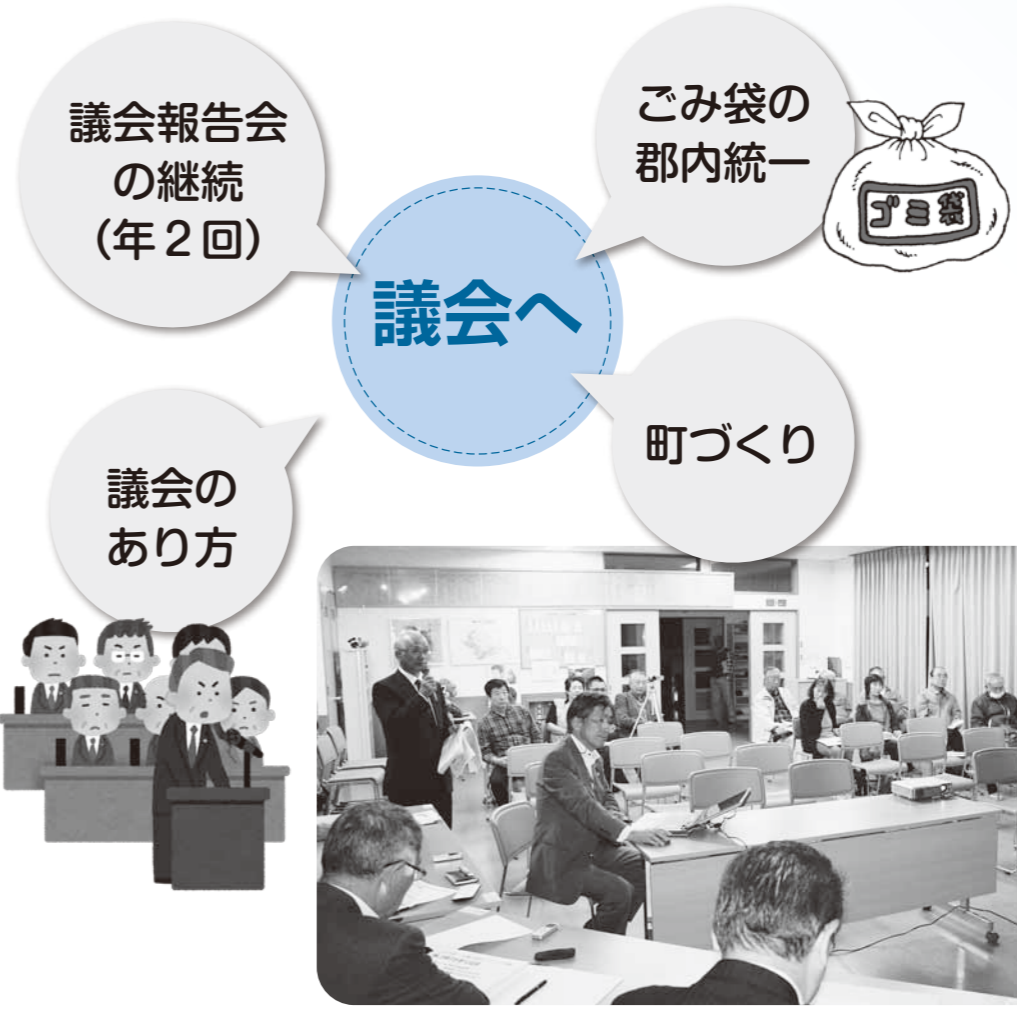 議会報告会
の継続
(年２回)
ごみ袋の
郡内統一
ゴミ袋
議会へ
町づくり
議会の
あり方